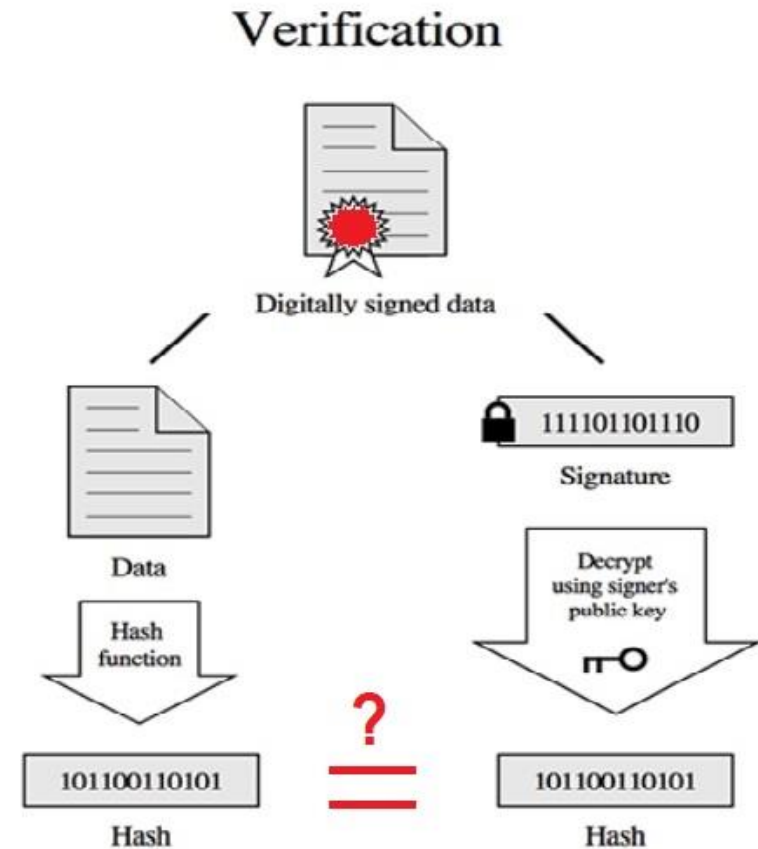 Verification
Digitally signed data
111101101110
Signature
Data
Decrypt
using signer's
public key
Hash
function
?
=
101100110101
101100110101
Hash
Hash